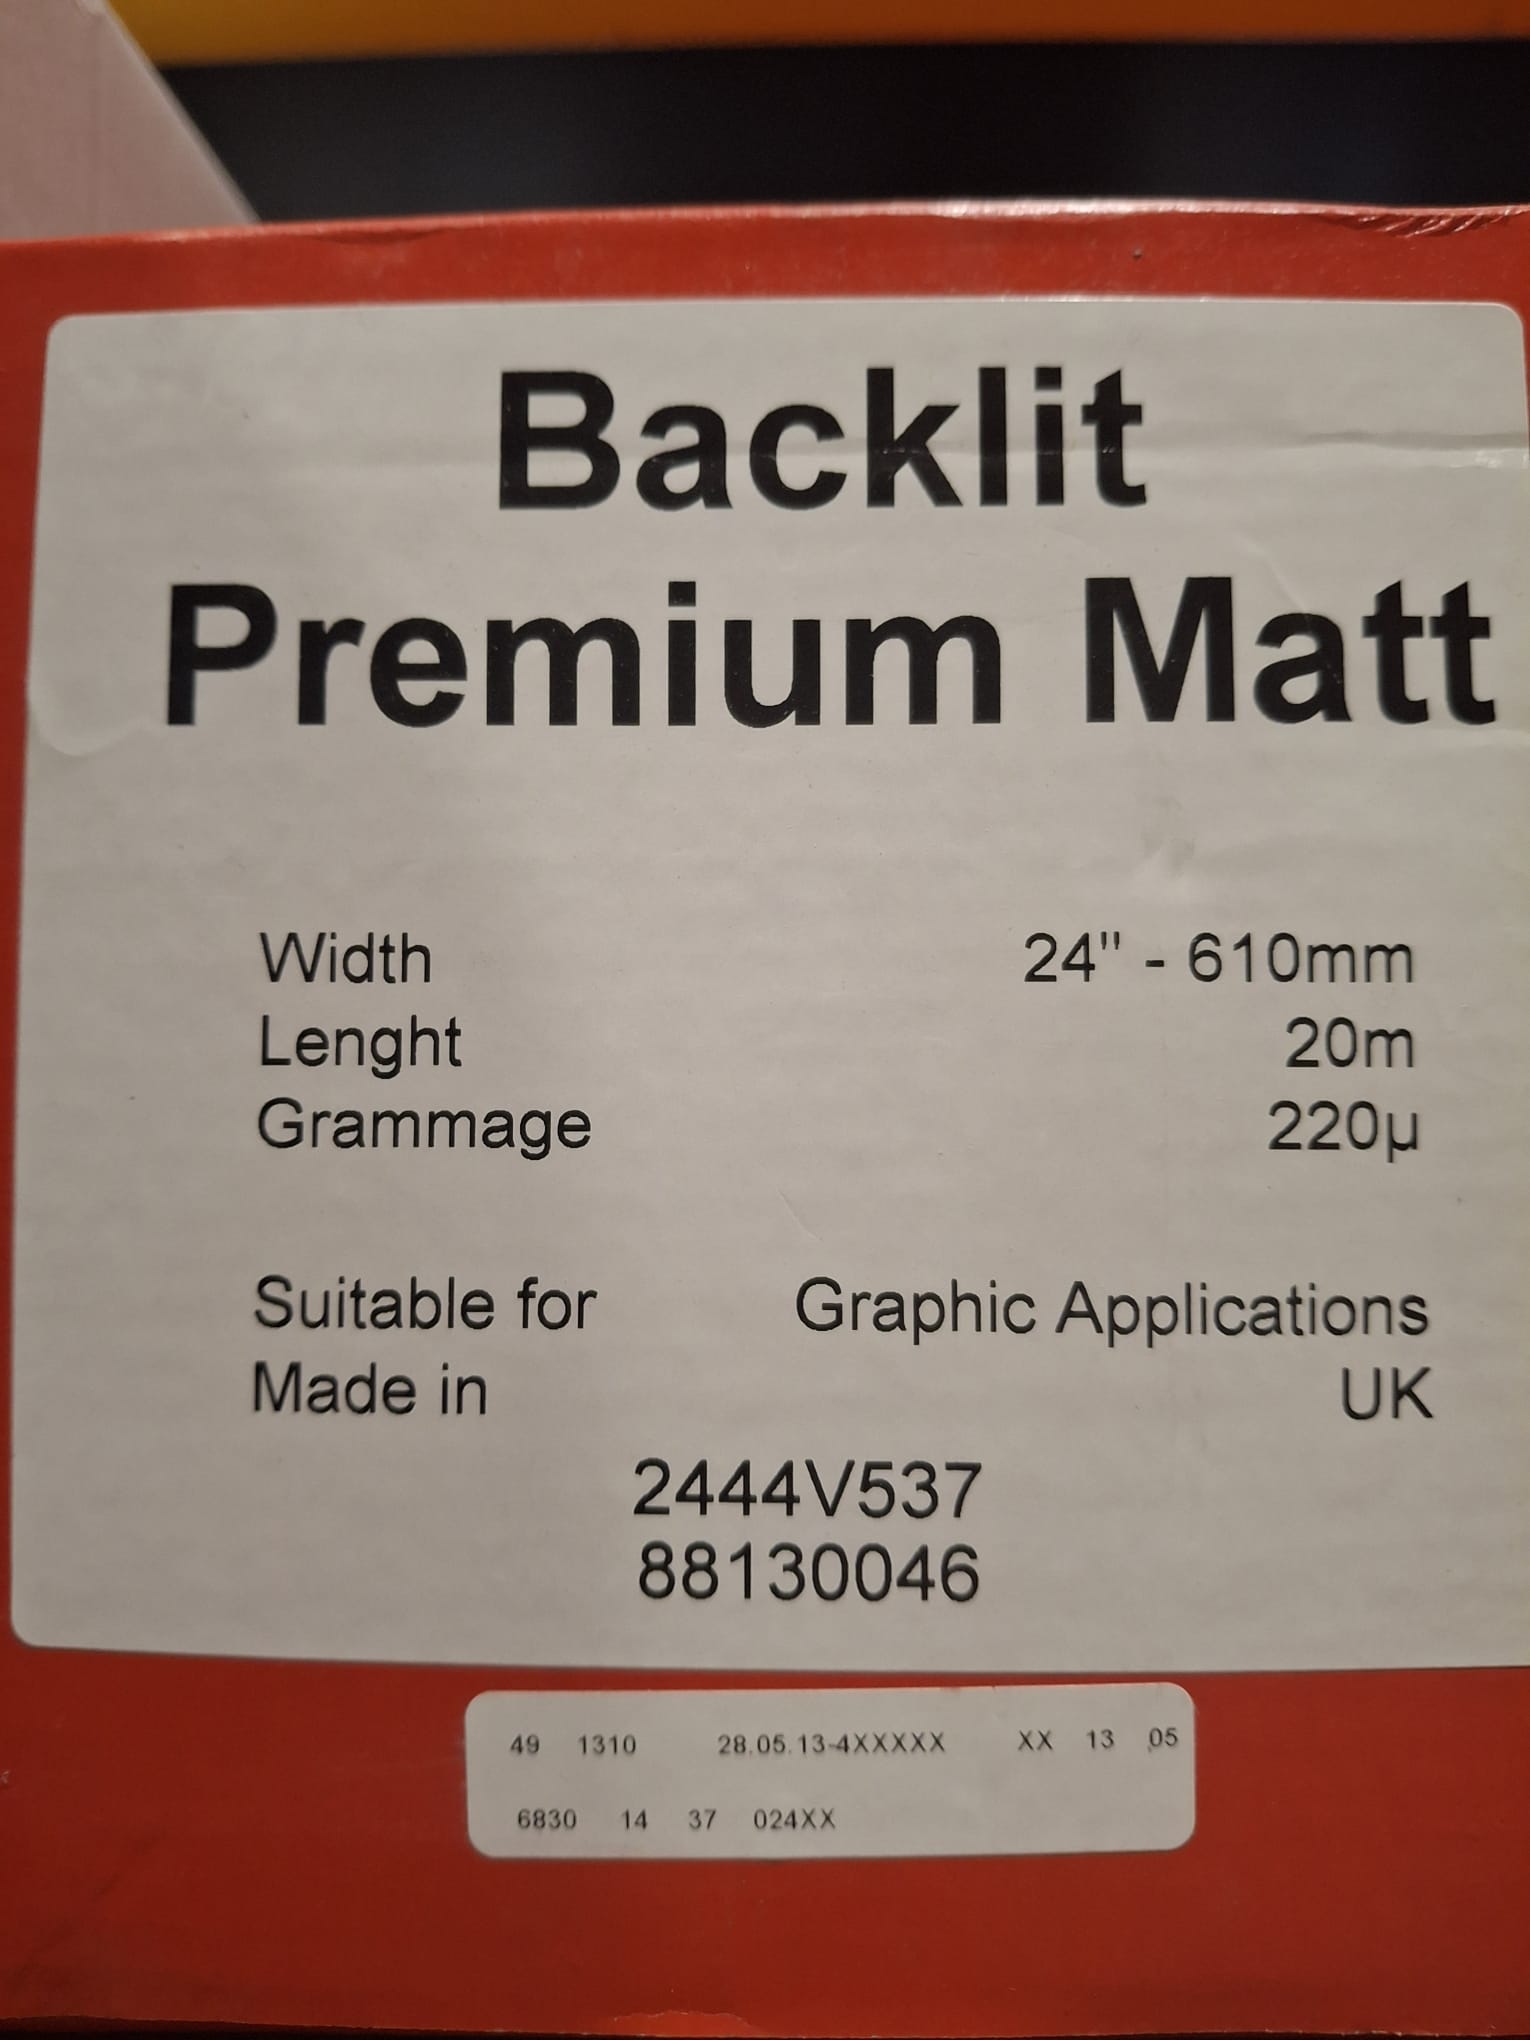 Backlit
Premium Matt
Width 24" - 610mm
Lenght 20m
Grammage 220µ
Suitable for Graphic Applications
Made in UK
2444V537
88130046
49 1310 28.05.13-4XXXXX XX 13 05
6830 14 37 024XX